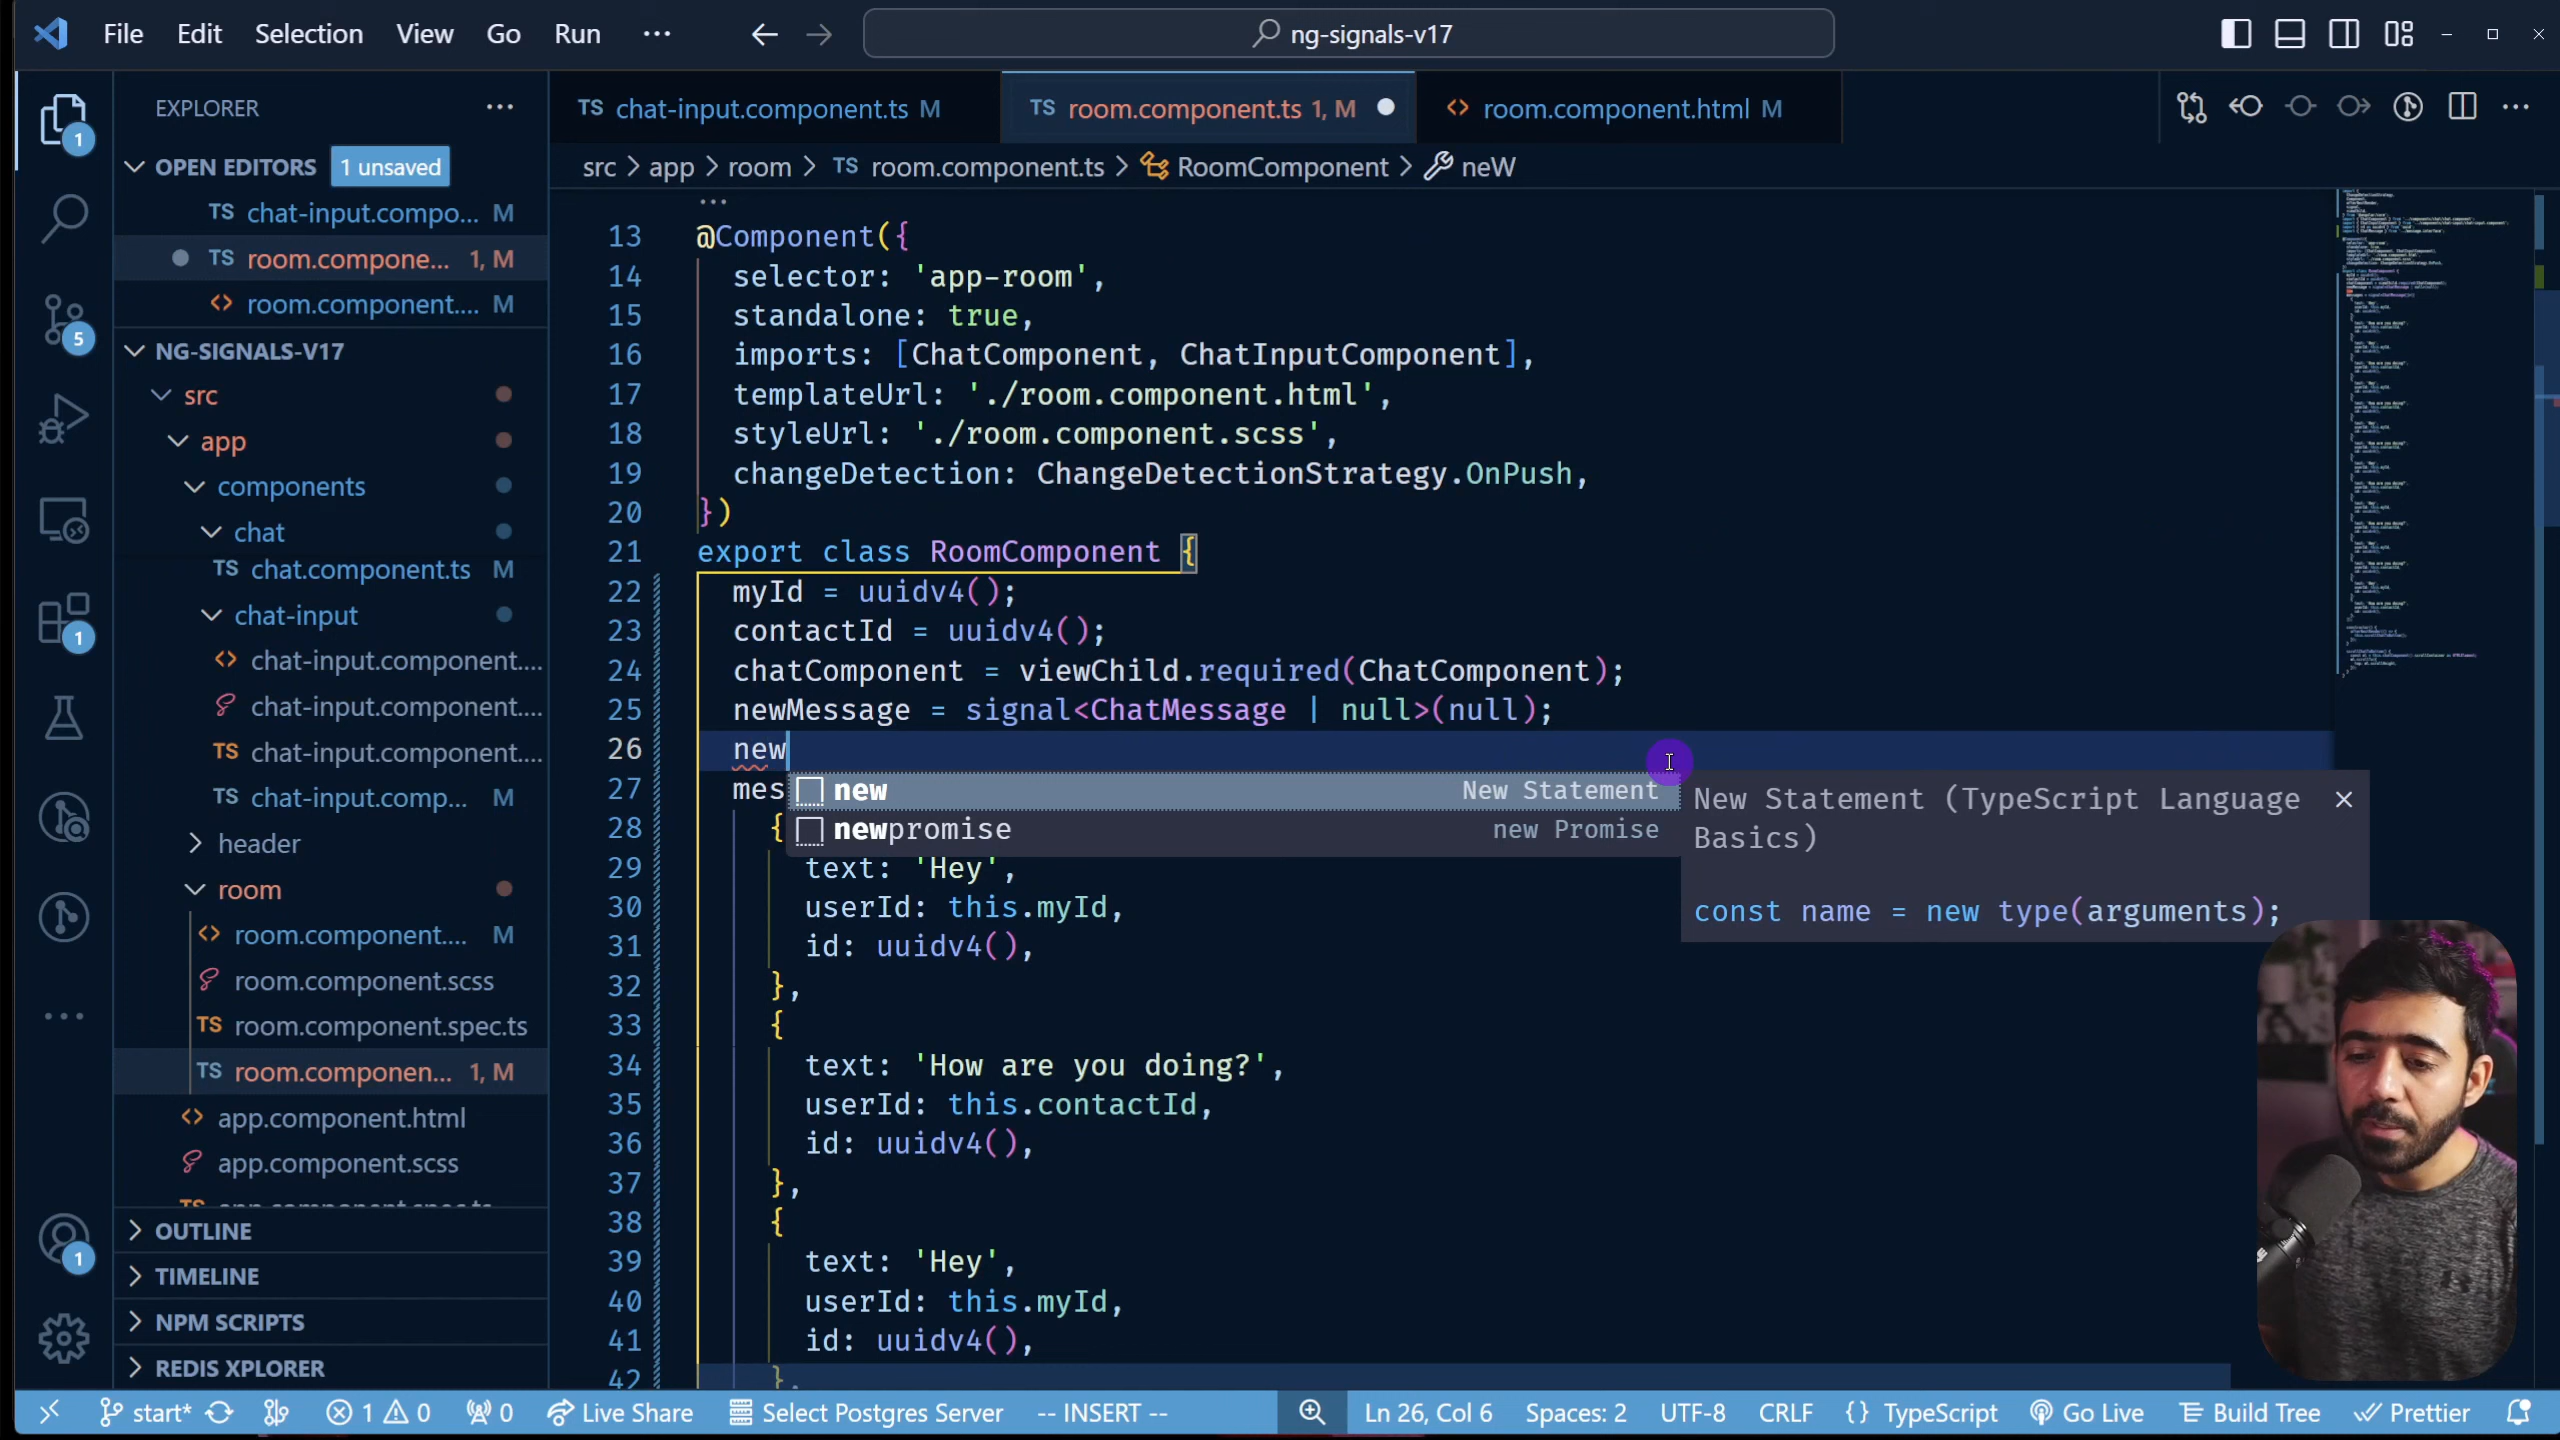 File Edit Selection View Go Run ···
ng-signals-v17
EXPLORER ···
OPEN EDITORS 1 unsaved
TS chat-input.compo... M
TS room.compone... 1, M
<> room.component.... M
NG-SIGNALS-V17
src
app
components
chat
TS chat.component.ts M
chat-input
<> chat-input.component....
chat-input.component....
TS chat-input.component....
TS chat-input.comp... M
header
room
<> room.component.... M
room.component.scss
TS room.component.spec.ts
TS room.componen... 1, M
<> app.component.html
app.component.scss
TS app.component.spec.ts
OUTLINE
TIMELINE
NPM SCRIPTS
REDIS XPLORER
1
5
1
1
TS chat-input.component.ts M
TS room.component.ts 1, M
<> room.component.html M
src > app > room > TS room.component.ts > RoomComponent > neW
···
13 @Component({
14 selector: 'app-room',
15 standalone: true,
16 imports: [ChatComponent, ChatInputComponent],
17 templateUrl: './room.component.html',
18 styleUrl: './room.component.scss',
19 changeDetection: ChangeDetectionStrategy.OnPush,
20 })
21 export class RoomComponent {
22 myId = uuidv4();
23 contactId = uuidv4();
24 chatComponent = viewChild.required(ChatComponent);
25 newMessage = signal<ChatMessage | null>(null);
26 new
27 mes
28 {
29 text: 'Hey',
30 userId: this.myId,
31 id: uuidv4(),
32 },
33 {
34 text: 'How are you doing?',
35 userId: this.contactId,
36 id: uuidv4(),
37 },
38 {
39 text: 'Hey',
40 userId: this.myId,
41 id: uuidv4(),
42 },
new New Statement
newpromise new Promise
New Statement (TypeScript Language
Basics)
const name = new type(arguments);
start* 1 0 0 Live Share Select Postgres Server -- INSERT -- Ln 26, Col 6 Spaces: 2 UTF-8 CRLF {} TypeScript Go Live Build Tree Prettier